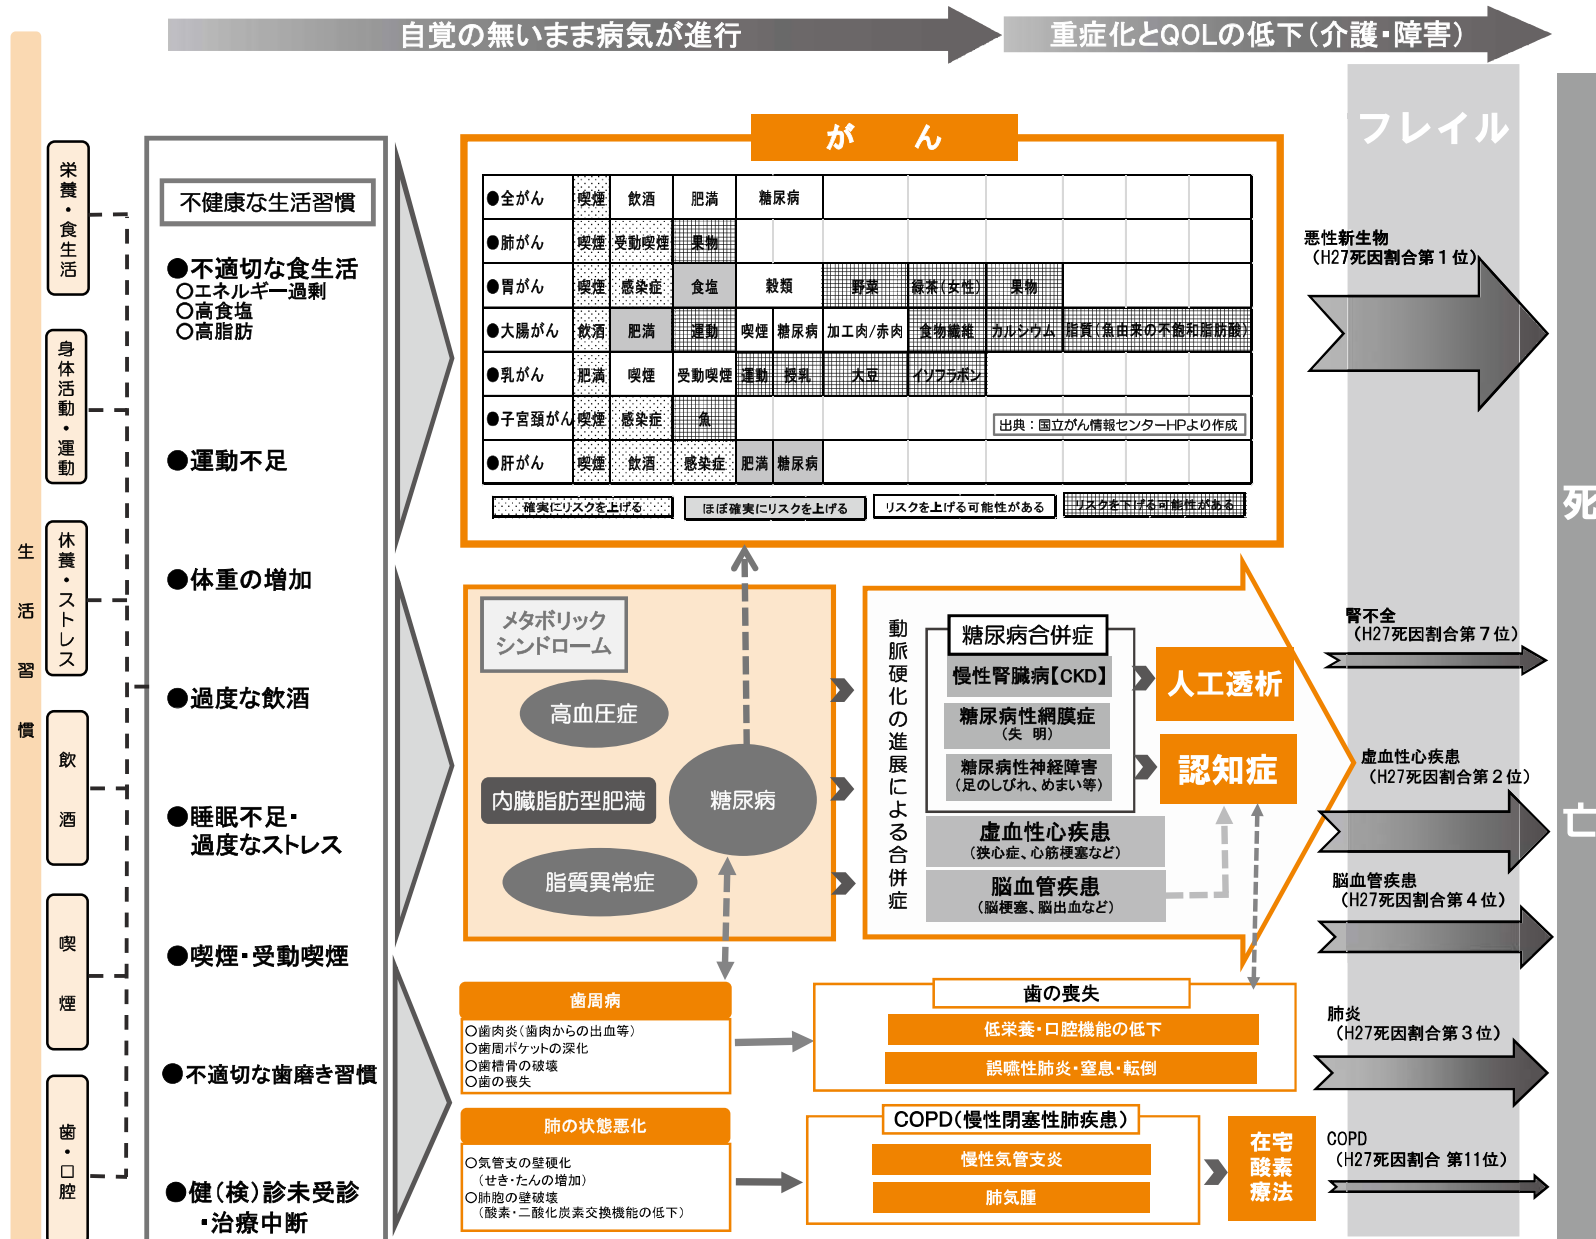 自覚の無いまま病気が進行
重症化とQOLの低下(介護・障害)
フレイル
死亡
生活習慣
栄養・食生活
身体活動・運動
休養・ストレス
飲酒
喫煙
歯・口腔
不健康な生活習慣
●不適切な食生活
○エネルギー過剰
○高食塩
○高脂肪
●運動不足
●体重の増加
●過度な飲酒
●睡眠不足・
過度なストレス
●喫煙・受動喫煙
●不適切な歯磨き習慣
●健(検)診未受診
・治療中断
がん
●全がん 喫煙 飲酒 肥満 糖尿病
●肺がん 喫煙 受動喫煙 果物
●胃がん 喫煙 感染症 食塩 穀類 野菜 緑茶(女性) 果物
●大腸がん 飲酒 肥満 運動 喫煙 糖尿病 加工肉/赤肉 食物繊維 カルシウム 脂質(魚由来の不飽和脂肪酸)
●乳がん 肥満 喫煙 受動喫煙 運動 授乳 大豆 イソフラボン
●子宮頸がん 喫煙 感染症 魚
出典:国立がん情報センターHPより作成
●肝がん 喫煙 飲酒 感染症 肥満 糖尿病
確実にリスクを上げる
ほぼ確実にリスクを上げる
リスクを上げる可能性がある
リスクを下げる可能性がある
メタボリック
シンドローム
高血圧症
内臓脂肪型肥満
糖尿病
脂質異常症
動脈硬化の進展による合併症
糖尿病合併症
慢性腎臓病【CKD】
糖尿病性網膜症
(失 明)
糖尿病性神経障害
(足のしびれ、めまい等)
虚血性心疾患
(狭心症、心筋梗塞など)
脳血管疾患
(脳梗塞、脳出血など)
人工透析
認知症
歯周病
○歯肉炎(歯肉からの出血等)
○歯周ポケットの深化
○歯槽骨の破壊
○歯の喪失
歯の喪失
低栄養・口腔機能の低下
誤嚥性肺炎・窒息・転倒
肺の状態悪化
○気管支の壁硬化
(せき・たんの増加)
○肺胞の壁破壊
(酸素・二酸化炭素交換機能の低下)
COPD(慢性閉塞性肺疾患)
慢性気管支炎
肺気腫
在宅
酸素
療法
悪性新生物
(H27死因割合第1位)
腎不全
(H27死因割合第7位)
虚血性心疾患
(H27死因割合第2位)
脳血管疾患
(H27死因割合第4位)
肺炎
(H27死因割合第3位)
COPD
(H27死因割合 第11位)